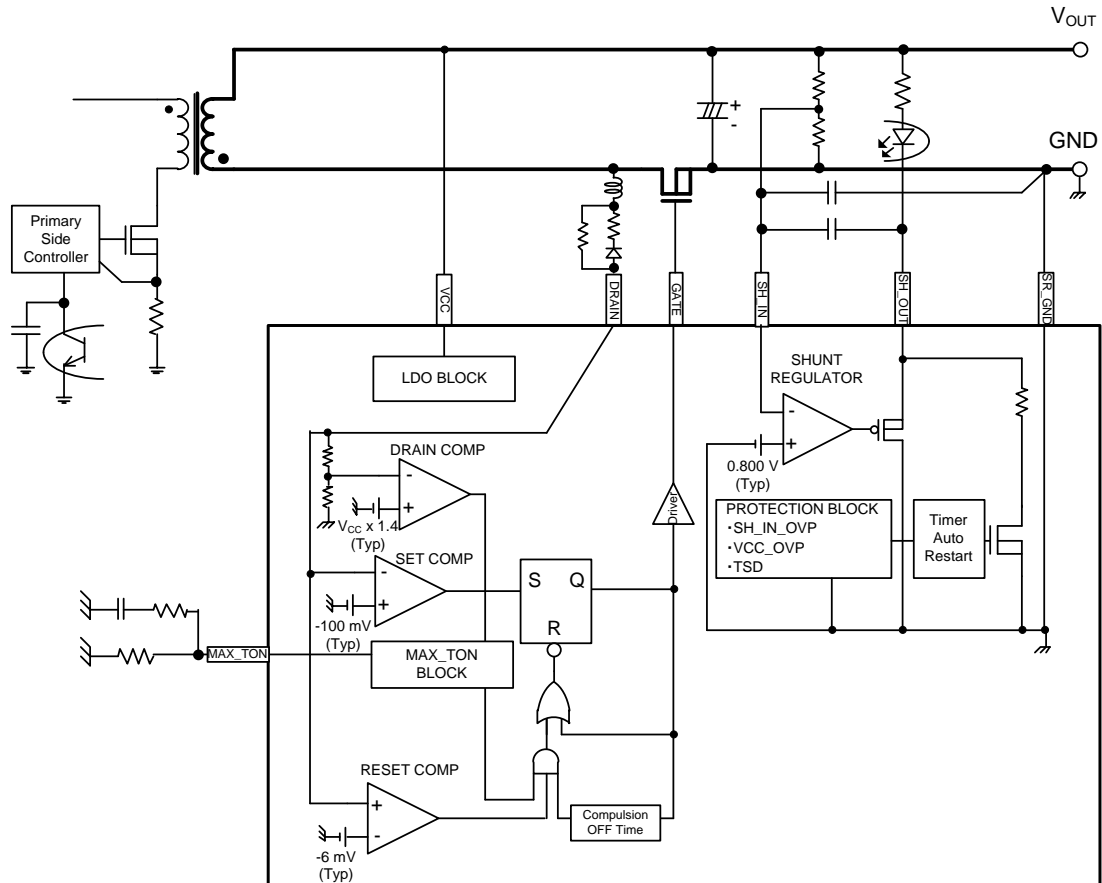 VOUT
GND
Primary
Side
Controller
VCC
DRAIN
GATE
SH_IN
SH_OUT
SR_GND
LDO BLOCK
SHUNT
REGULATOR
DRAIN COMP
-
+
VCC x 1.4
(Typ)
Driver
-
+
0.800 V
(Typ)
PROTECTION BLOCK
・SH_IN_OVP
・VCC_OVP
・TSD
Timer
Auto
Restart
SET COMP
-
+
-100 mV
(Typ)
S Q
R
MAX_TON
MAX_TON
BLOCK
RESET COMP
+
-
-6 mV
(Typ)
Compulsion
OFF Time
+
-